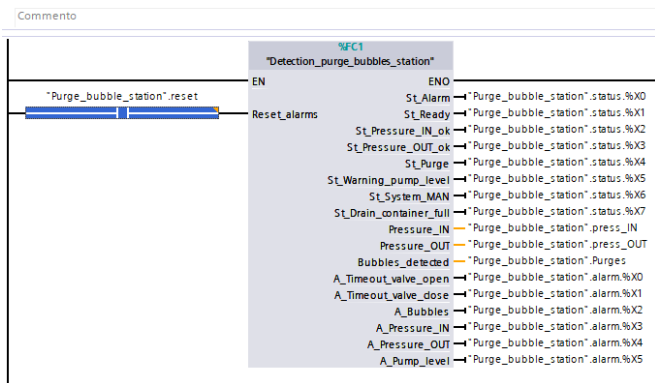 Commento
%FC1
"Detection_purge_bubbles_station"
EN ENO
"Purge_bubble_station".reset
Reset_alarms
St_Alarm "Purge_bubble_station".status.%X0
St_Ready "Purge_bubble_station".status.%X1
St_Pressure_IN_ok "Purge_bubble_station".status.%X2
St_Pressure_OUT_ok "Purge_bubble_station".status.%X3
St_Purge "Purge_bubble_station".status.%X4
St_Warning_pump_level "Purge_bubble_station".status.%X5
St_System_MAN "Purge_bubble_station".status.%X6
St_Drain_container_full "Purge_bubble_station".status.%X7
Pressure_IN "Purge_bubble_station".press_IN
Pressure_OUT "Purge_bubble_station".press_OUT
Bubbles_detected "Purge_bubble_station".Purges
A_Timeout_valve_open "Purge_bubble_station".alarm.%X0
A_Timeout_valve_close "Purge_bubble_station".alarm.%X1
A_Bubbles "Purge_bubble_station".alarm.%X2
A_Pressure_IN "Purge_bubble_station".alarm.%X3
A_Pressure_OUT "Purge_bubble_station".alarm.%X4
A_Pump_level "Purge_bubble_station".alarm.%X5